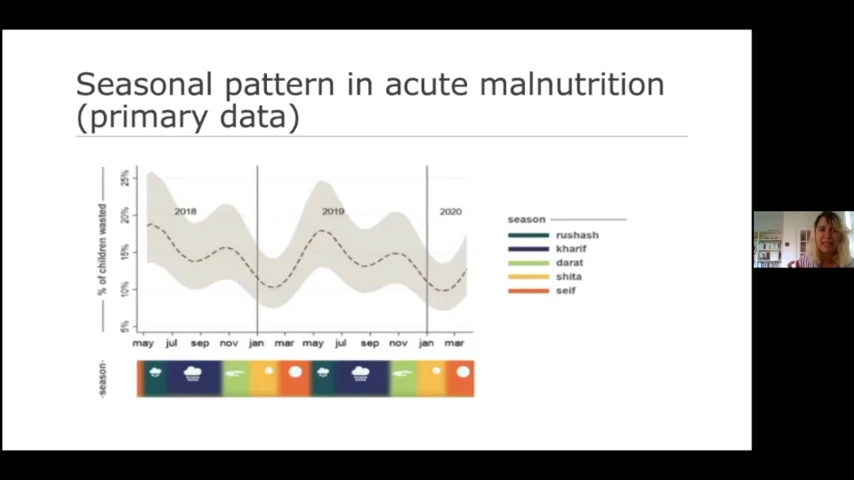 Seasonal pattern in acute malnutrition
(primary data)
% of children wasted
25%
20%
15%
10%
5%
2018
2019
2020
may jul sep nov jan mar may jul sep nov jan mar
season
season
rushash
kharif
darat
shita
seif